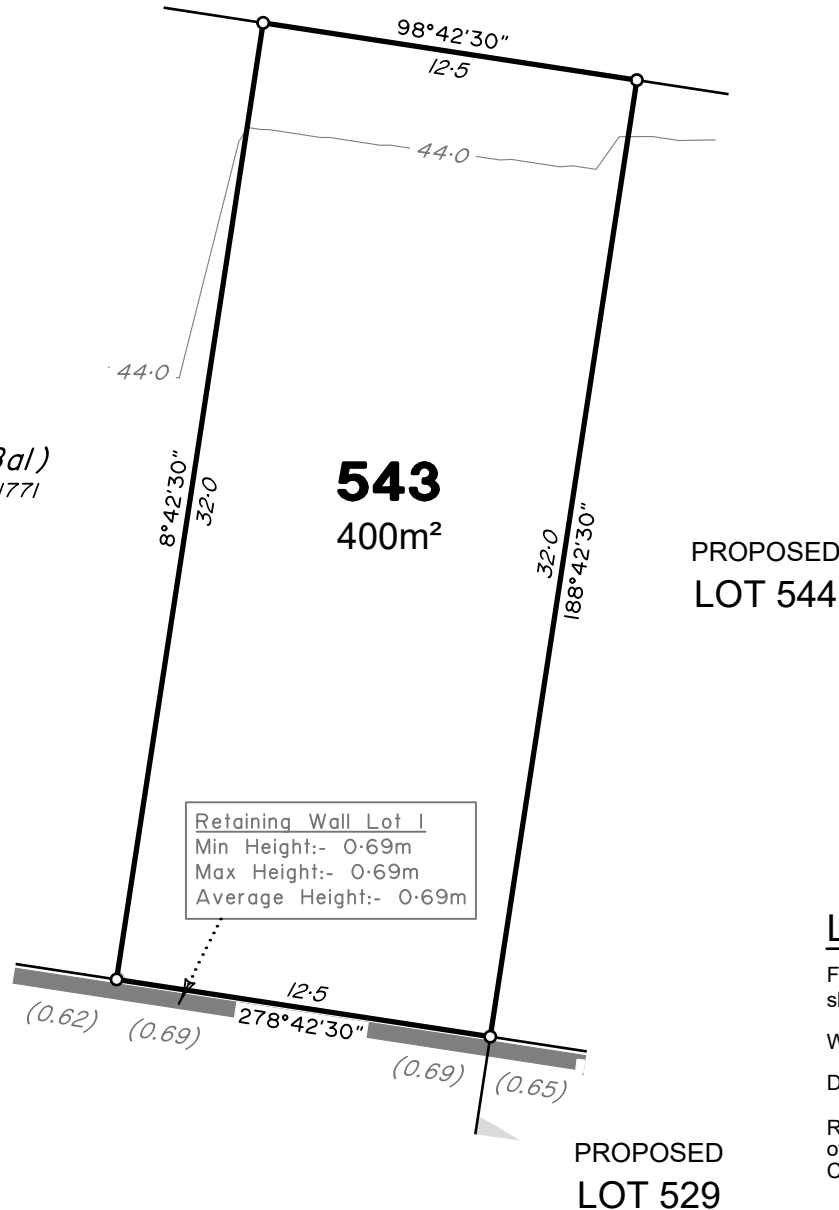 98°42'30"
12·5
44·0
44·0
8°42'30"
32·0
543
400m²
32·0
188°42'30"
PROPOSED
LOT 544
Retaining Wall Lot 1
Min Height:- 0·69m
Max Height:- 0·69m
Average Height:- 0·69m
12·5
278°42'30"
(0.62)
(0.69)
(0.69)
(0.65)
PROPOSED
LOT 529